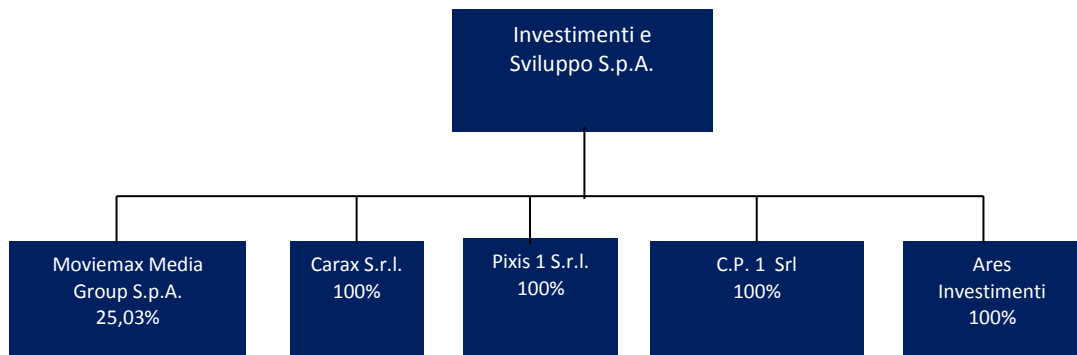 Investimenti e
Sviluppo S.p.A.
Moviemax Media
Group S.p.A.
25,03%
Carax S.r.l.
100%
Pixis 1 S.r.l.
100%
C.P. 1 Srl
100%
Ares
Investimenti
100%